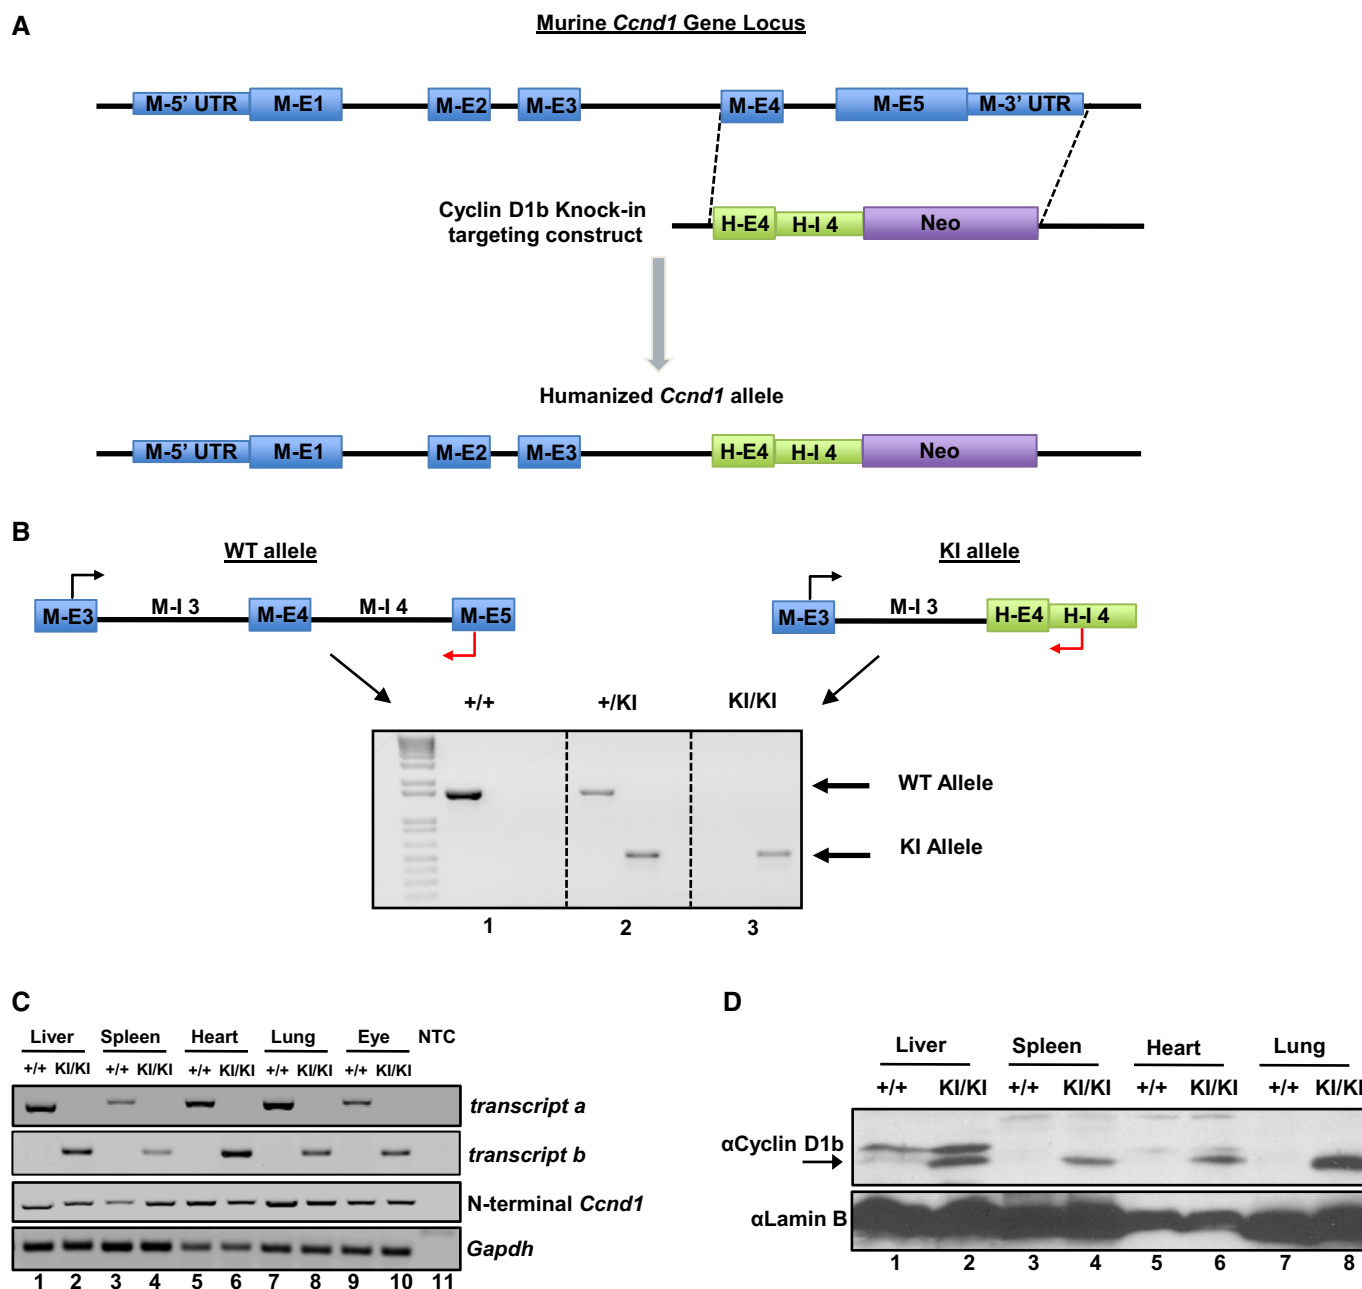 A
Murine Ccnd1 Gene Locus
M-5' UTR M-E1 M-E2 M-E3 M-E4 M-E5 M-3' UTR
Cyclin D1b Knock-in
targeting construct
H-E4 H-I 4 Neo
Humanized Ccnd1 allele
M-5' UTR M-E1 M-E2 M-E3 H-E4 H-I 4 Neo
B
WT allele
KI allele
M-E3 M-I 3 M-E4 M-I 4 M-E5
M-E3 M-I 3 H-E4 H-I 4
+/+ +/KI KI/KI
WT Allele
KI Allele
1 2 3
C
Liver Spleen Heart Lung Eye NTC
+/+ KI/KI +/+ KI/KI +/+ KI/KI +/+ KI/KI +/+ KI/KI
transcript a
transcript b
N-terminal Ccnd1
Gapdh
1 2 3 4 5 6 7 8 9 10 11
D
Liver Spleen Heart Lung
+/+ KI/KI +/+ KI/KI +/+ KI/KI +/+ KI/KI
αCyclin D1b
αLamin B
1 2 3 4 5 6 7 8